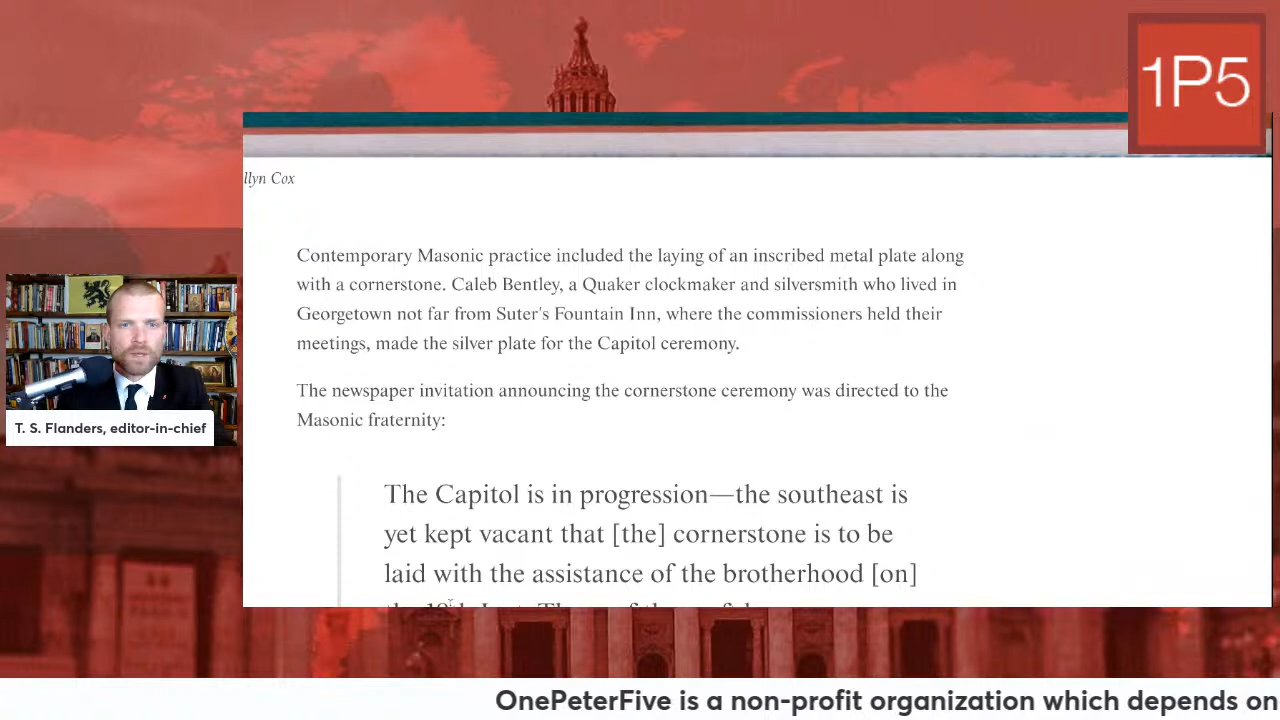 1P5
llyn Cox
Contemporary Masonic practice included the laying of an inscribed metal plate along
with a cornerstone. Caleb Bentley, a Quaker clockmaker and silversmith who lived in
Georgetown not far from Suter's Fountain Inn, where the commissioners held their
meetings, made the silver plate for the Capitol ceremony.
The newspaper invitation announcing the cornerstone ceremony was directed to the
Masonic fraternity:
The Capitol is in progression—the southeast is
yet kept vacant that [the] cornerstone is to be
laid with the assistance of the brotherhood [on]
T. S. Flanders, editor-in-chief
OnePeterFive is a non-profit organization which depends on